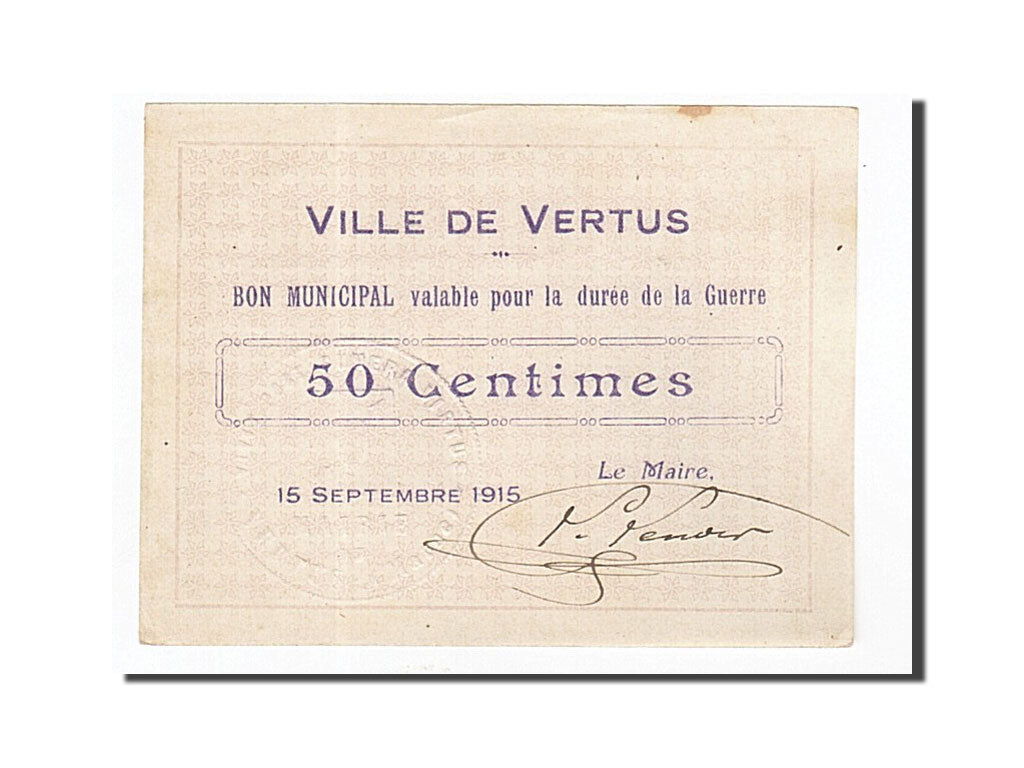 VILLE DE VERTUS
BON MUNICIPAL valable pour la durée de la Guerre
50 Centimes
Le Maire,
15 SEPTEMBRE 1915